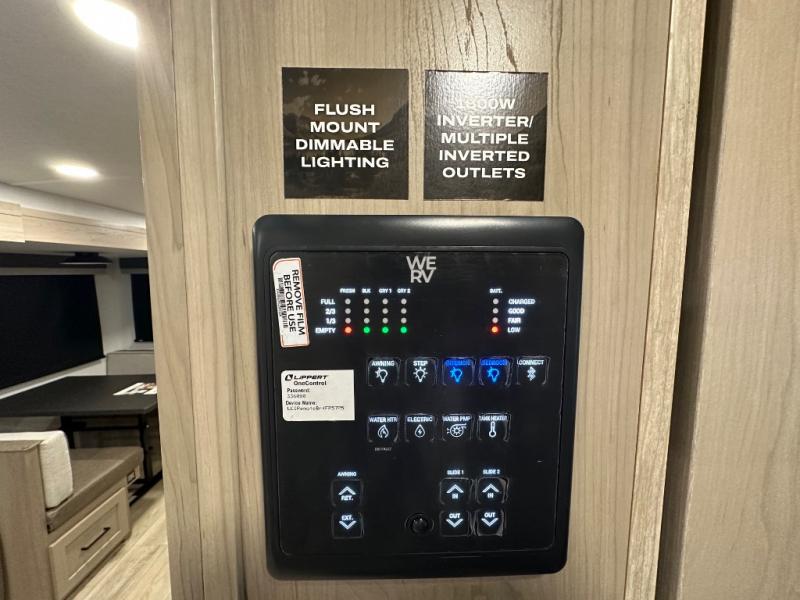 FLUSH
MOUNT
DIMMABLE
LIGHTING
1800W
INVERTER/
MULTIPLE
INVERTED
OUTLETS
WE
RV
REMOVE FILM
BEFORE USE
FRESH BLK GRY 1 GRY 2 BATT.
FULL CHARGED
2/3 GOOD
1/3 FAIR
EMPTY LOW
AWNING STEP KITCHEN BEDROOM CONNECT
LIPPERT
OneControl
Password:
Device Name:
WATER HTR ELECTRIC WATER PMP TANK HEATER
AWNING SLIDE 1 SLIDE 2
RET. IN IN
EXT. OUT OUT